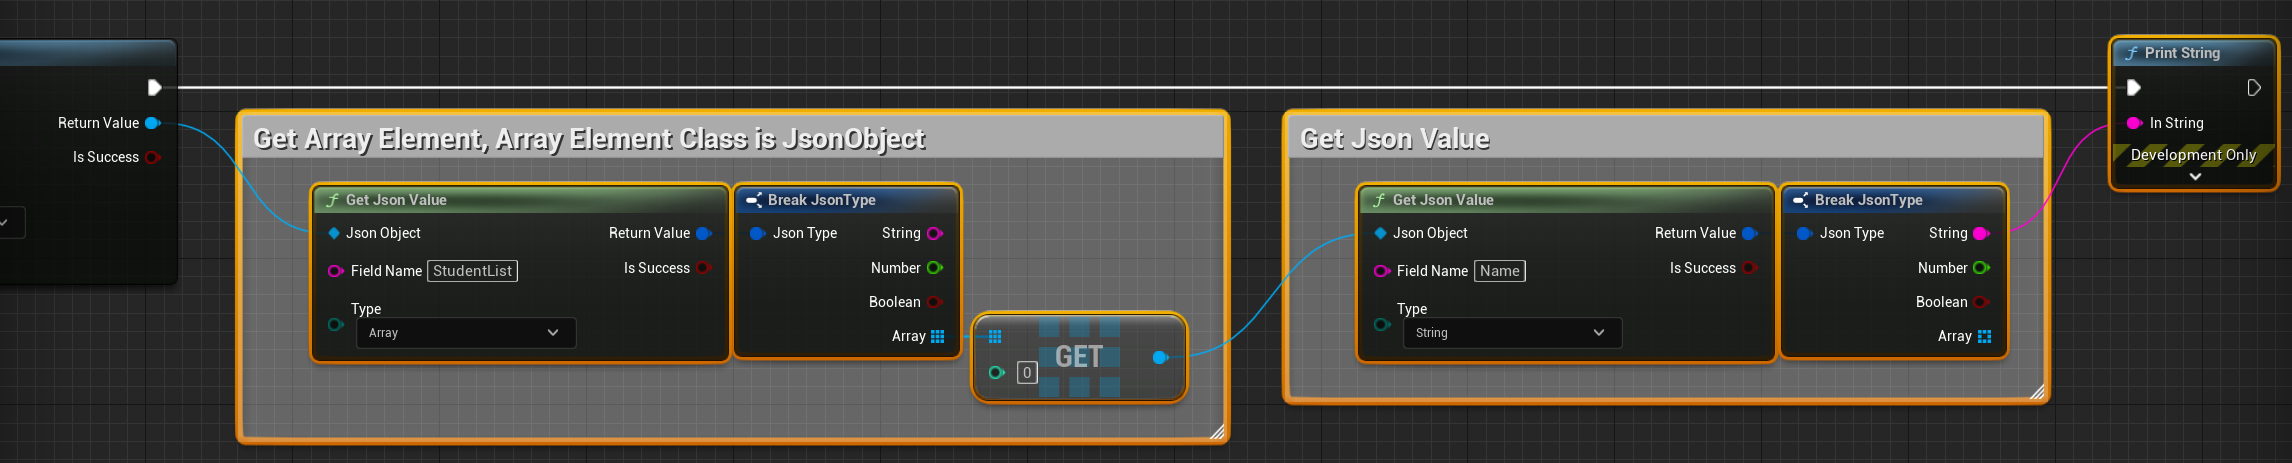 Return Value
Is Success
Get Array Element, Array Element Class is JsonObject
Get Json Value
Json Object
Return Value
Field Name StudentList
Is Success
Type
Array
Break JsonType
Json Type
String
Number
Boolean
Array
GET
0
Get Json Value
Get Json Value
Json Object
Return Value
Field Name Name
Is Success
Type
String
Break JsonType
Json Type
String
Number
Boolean
Array
Print String
In String
Development Only